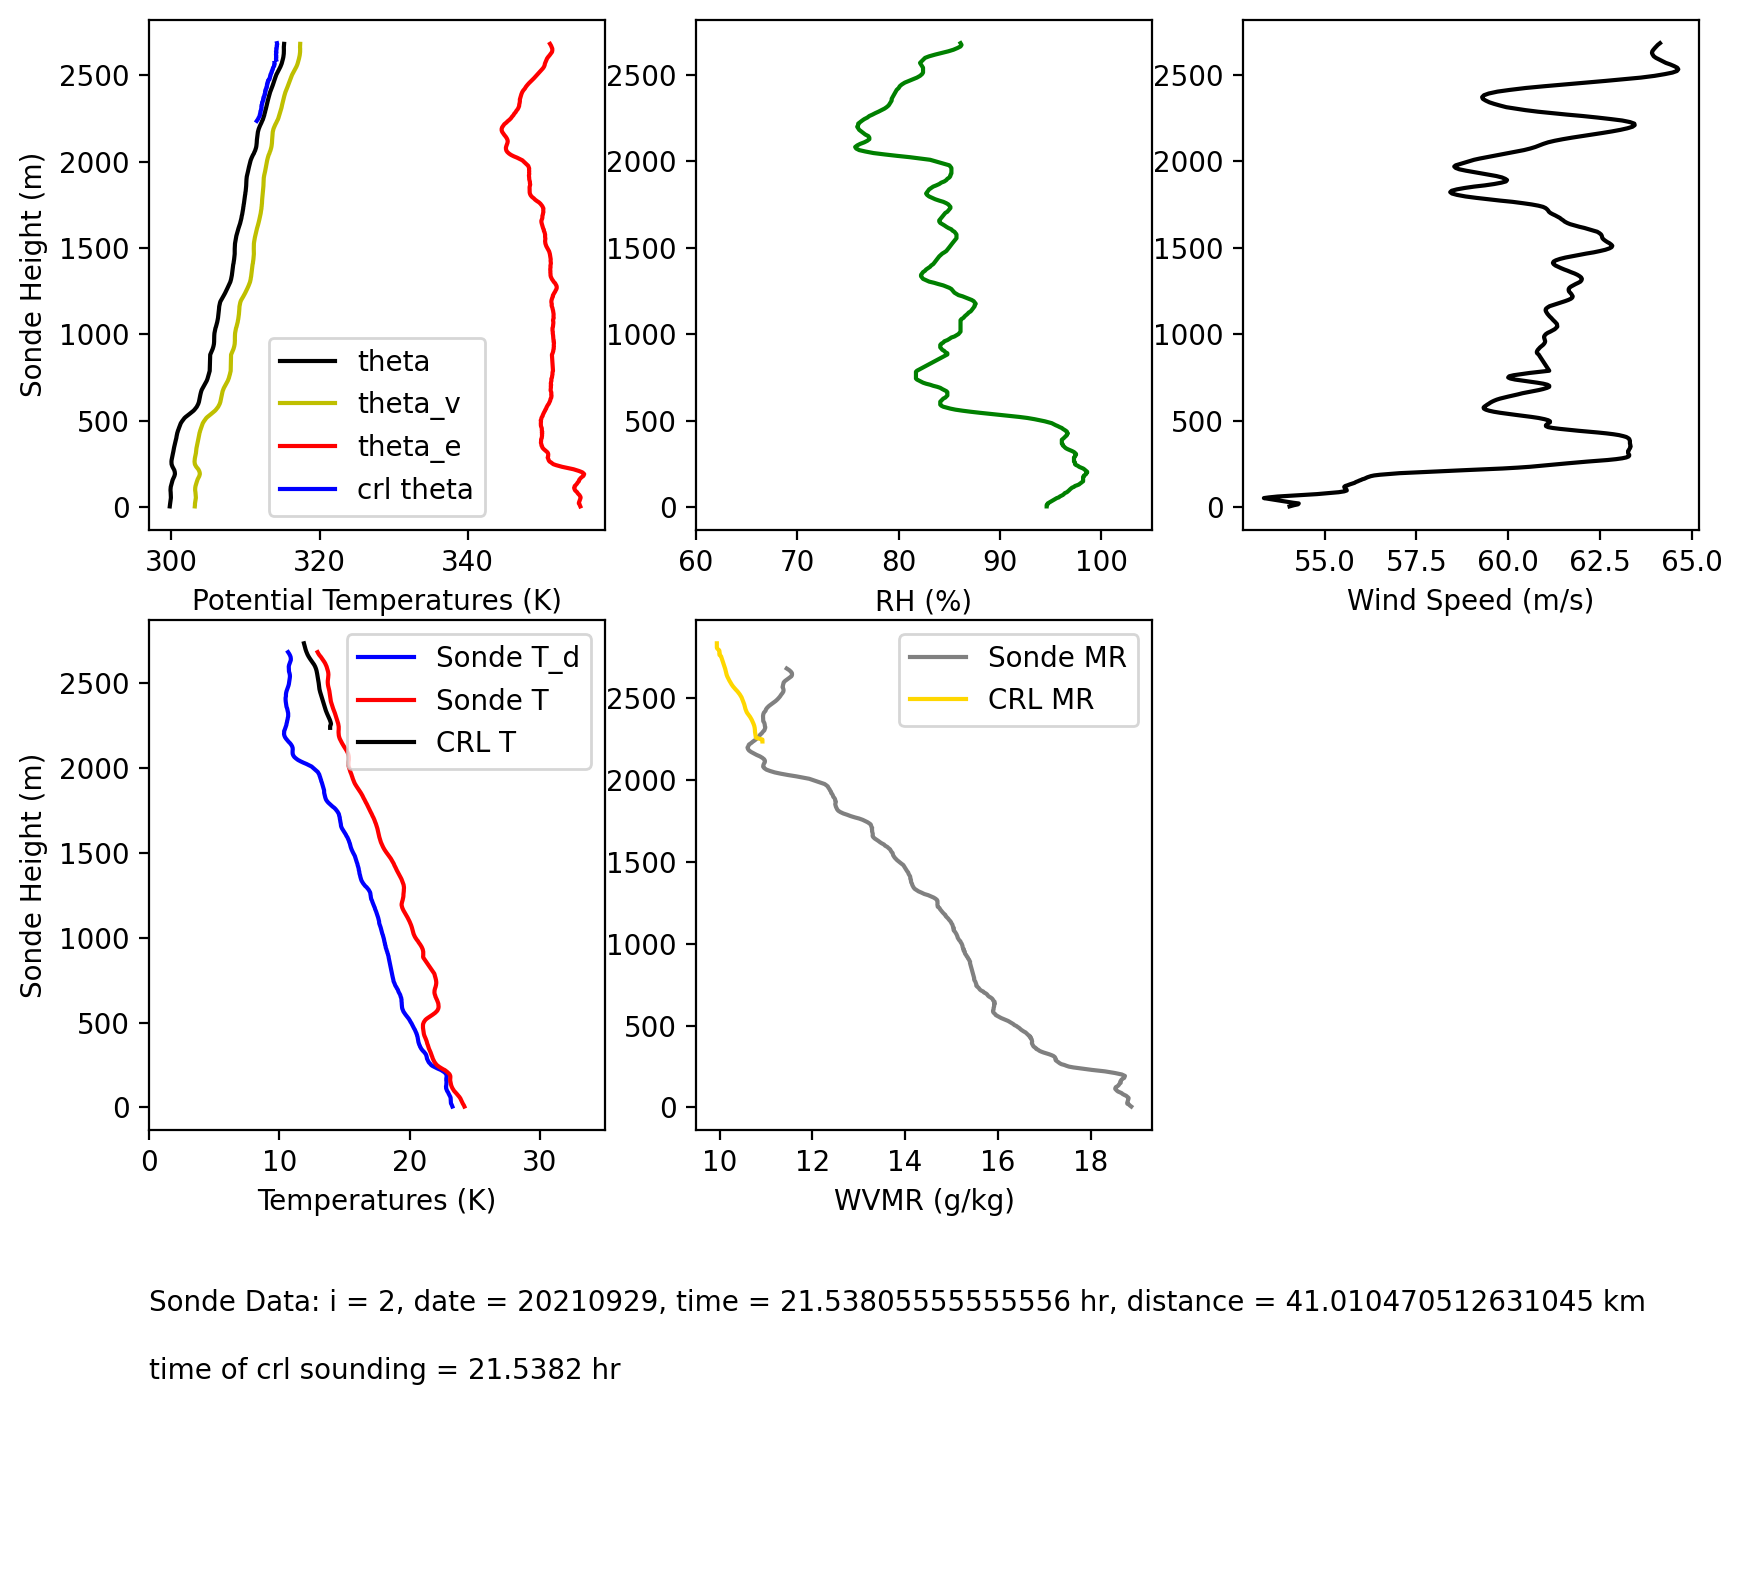 2500
2000
1500
1000
500
0
Sonde Height (m)
300
320
340
Potential Temperatures (K)
theta
theta_v
theta_e
crl theta
2500
2000
1500
1000
500
0
60
70
80
90
100
RH (%)
2500
2000
1500
1000
500
0
55.0
57.5
60.0
62.5
65.0
Wind Speed (m/s)
2500
2000
1500
1000
500
0
Sonde Height (m)
0
10
20
30
Temperatures (K)
Sonde T_d
Sonde T
CRL T
2500
2000
1500
1000
500
0
10
12
14
16
18
WVMR (g/kg)
Sonde MR
CRL MR
Sonde Data: i = 2, date = 20210929, time = 21.53805555555556 hr, distance = 41.010470512631045 km
time of crl sounding = 21.5382 hr